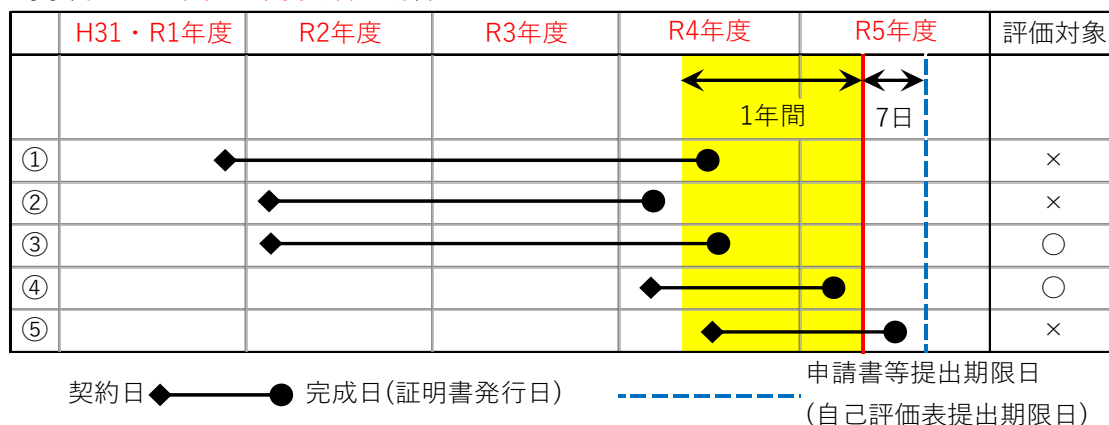 H31・R1年度 R2年度 R3年度 R4年度 R5年度 評価対象
1年間 7日
① ×
② ×
③ ○
④ ○
⑤ ×
契約日 完成日(証明書発行日) 申請書等提出期限日
(自己評価表提出期限日)